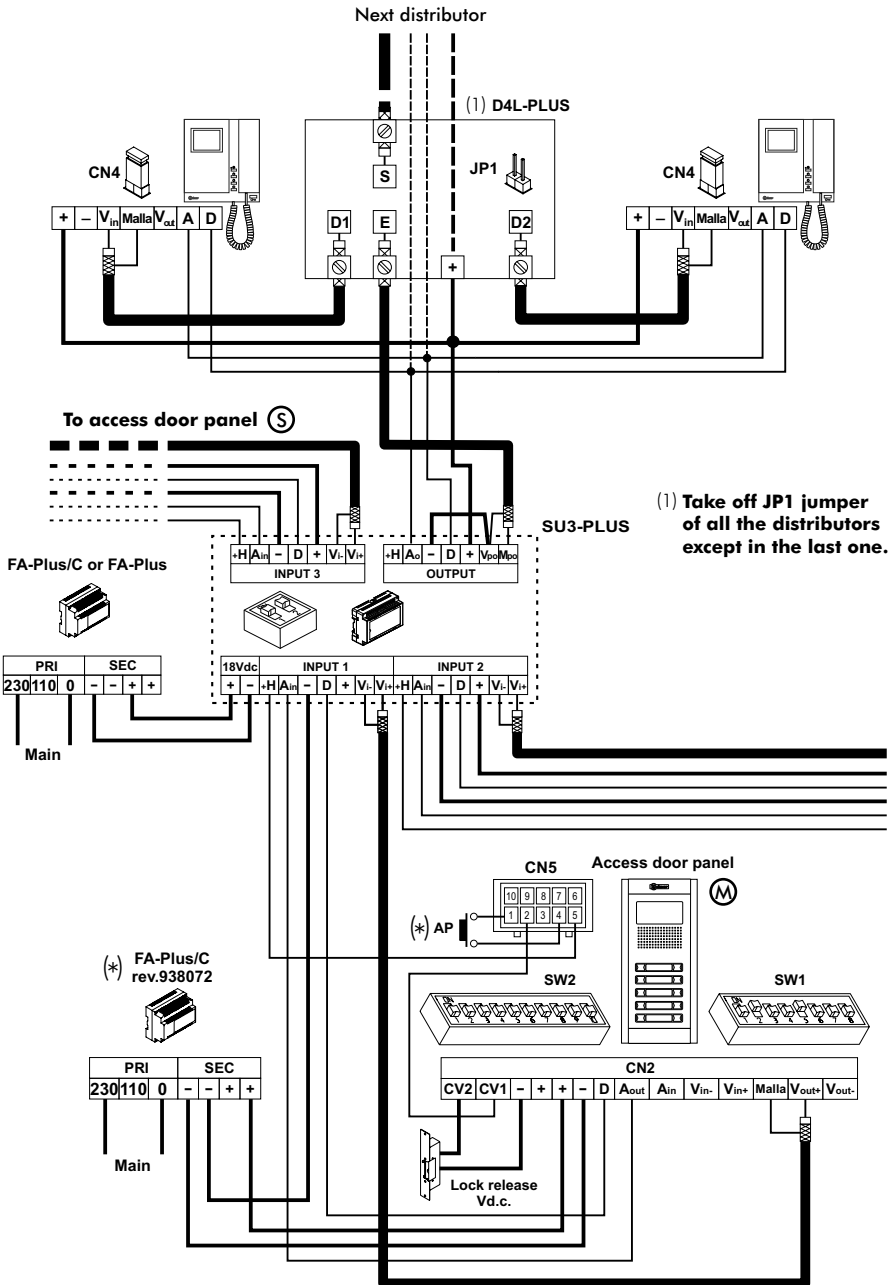 Next distributor
(1) D4L-PLUS
CN4
S
JP1
CN4
+ – Vin Malla Vout A D
D1 E D2
+ – Vin Malla Vout A D
+
To access door panel S
(1) Take off JP1 jumper
of all the distributors
except in the last one.
SU3-PLUS
+H Ain – D + Vi- Vi+
INPUT 3
+H Ao – D + Vpo Mpo
OUTPUT
FA-Plus/C or FA-Plus
PRI SEC
230 110 0 – – + +
Main
18Vdc INPUT 1 INPUT 2
+ – +H Ain – D + Vi- Vi+ +H Ain – D + Vi- Vi+
CN5
10 9 8 7 6
1 2 3 4 5
(*) AP
Access door panel
M
(*) FA-Plus/C
rev.938072
SW2
SW1
PRI SEC
230 110 0 – – + +
Main
CN2
CV2 CV1 – + + – D Aout Ain Vin- Vin+ Malla Vout+ Vout-
Lock release
Vd.c.